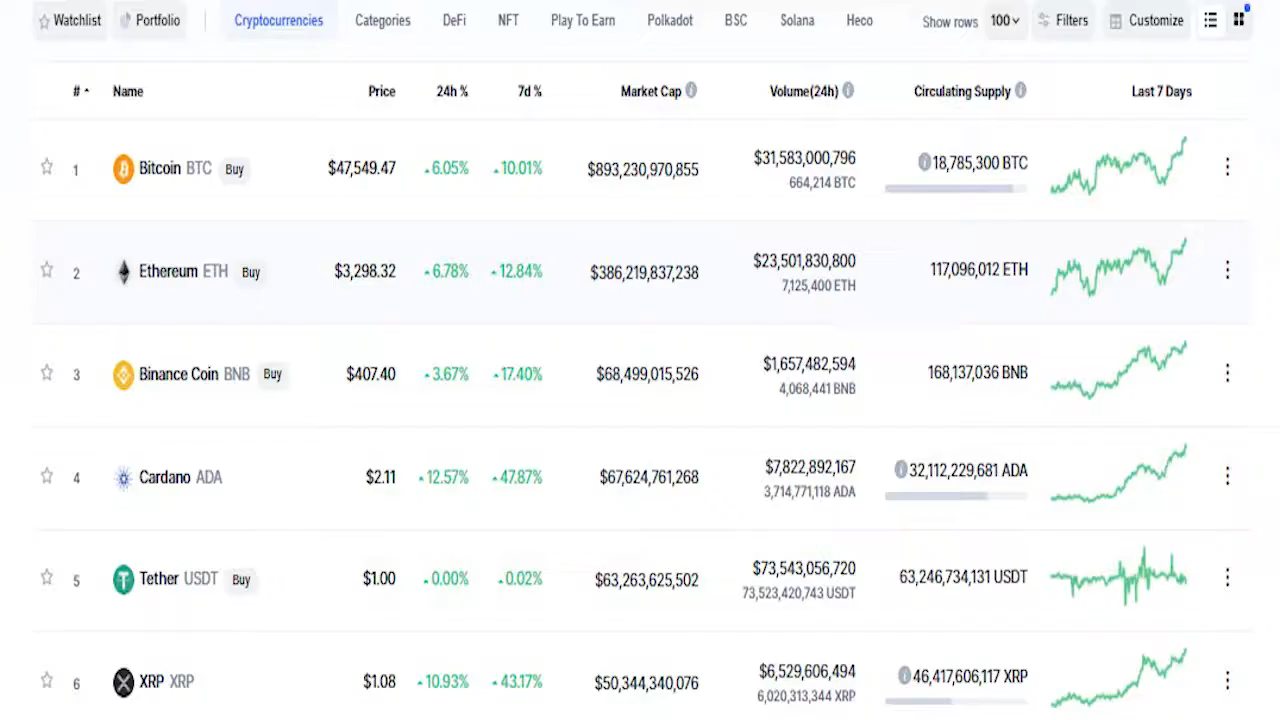 Watchlist Portfolio Cryptocurrencies Categories DeFi NFT Play To Earn Polkadot BSC Solana Heco Show rows 100 Filters Customize
# Name Price 24h % 7d % Market Cap Volume(24h) Circulating Supply Last 7 Days
1 Bitcoin BTC Buy $47,549.47 6.05% 10.01% $893,230,970,855 $31,583,000,796 18,785,300 BTC
664,214 BTC
2 Ethereum ETH Buy $3,298.32 6.78% 12.84% $386,219,837,238 $23,501,830,800 117,096,012 ETH
7,125,400 ETH
3 Binance Coin BNB Buy $407.40 3.67% 17.40% $68,499,015,526 $1,657,482,594 168,137,036 BNB
4,068,441 BNB
4 Cardano ADA $2.11 12.57% 47.87% $67,624,761,268 $7,822,892,167 32,112,229,681 ADA
3,714,771,118 ADA
5 Tether USDT Buy $1.00 0.00% 0.02% $63,263,625,502 $73,543,056,720 63,246,734,131 USDT
73,523,420,743 USDT
6 XRP XRP $1.08 10.93% 43.17% $50,344,340,076 $6,529,606,494 46,417,606,117 XRP
6,020,313,344 XRP